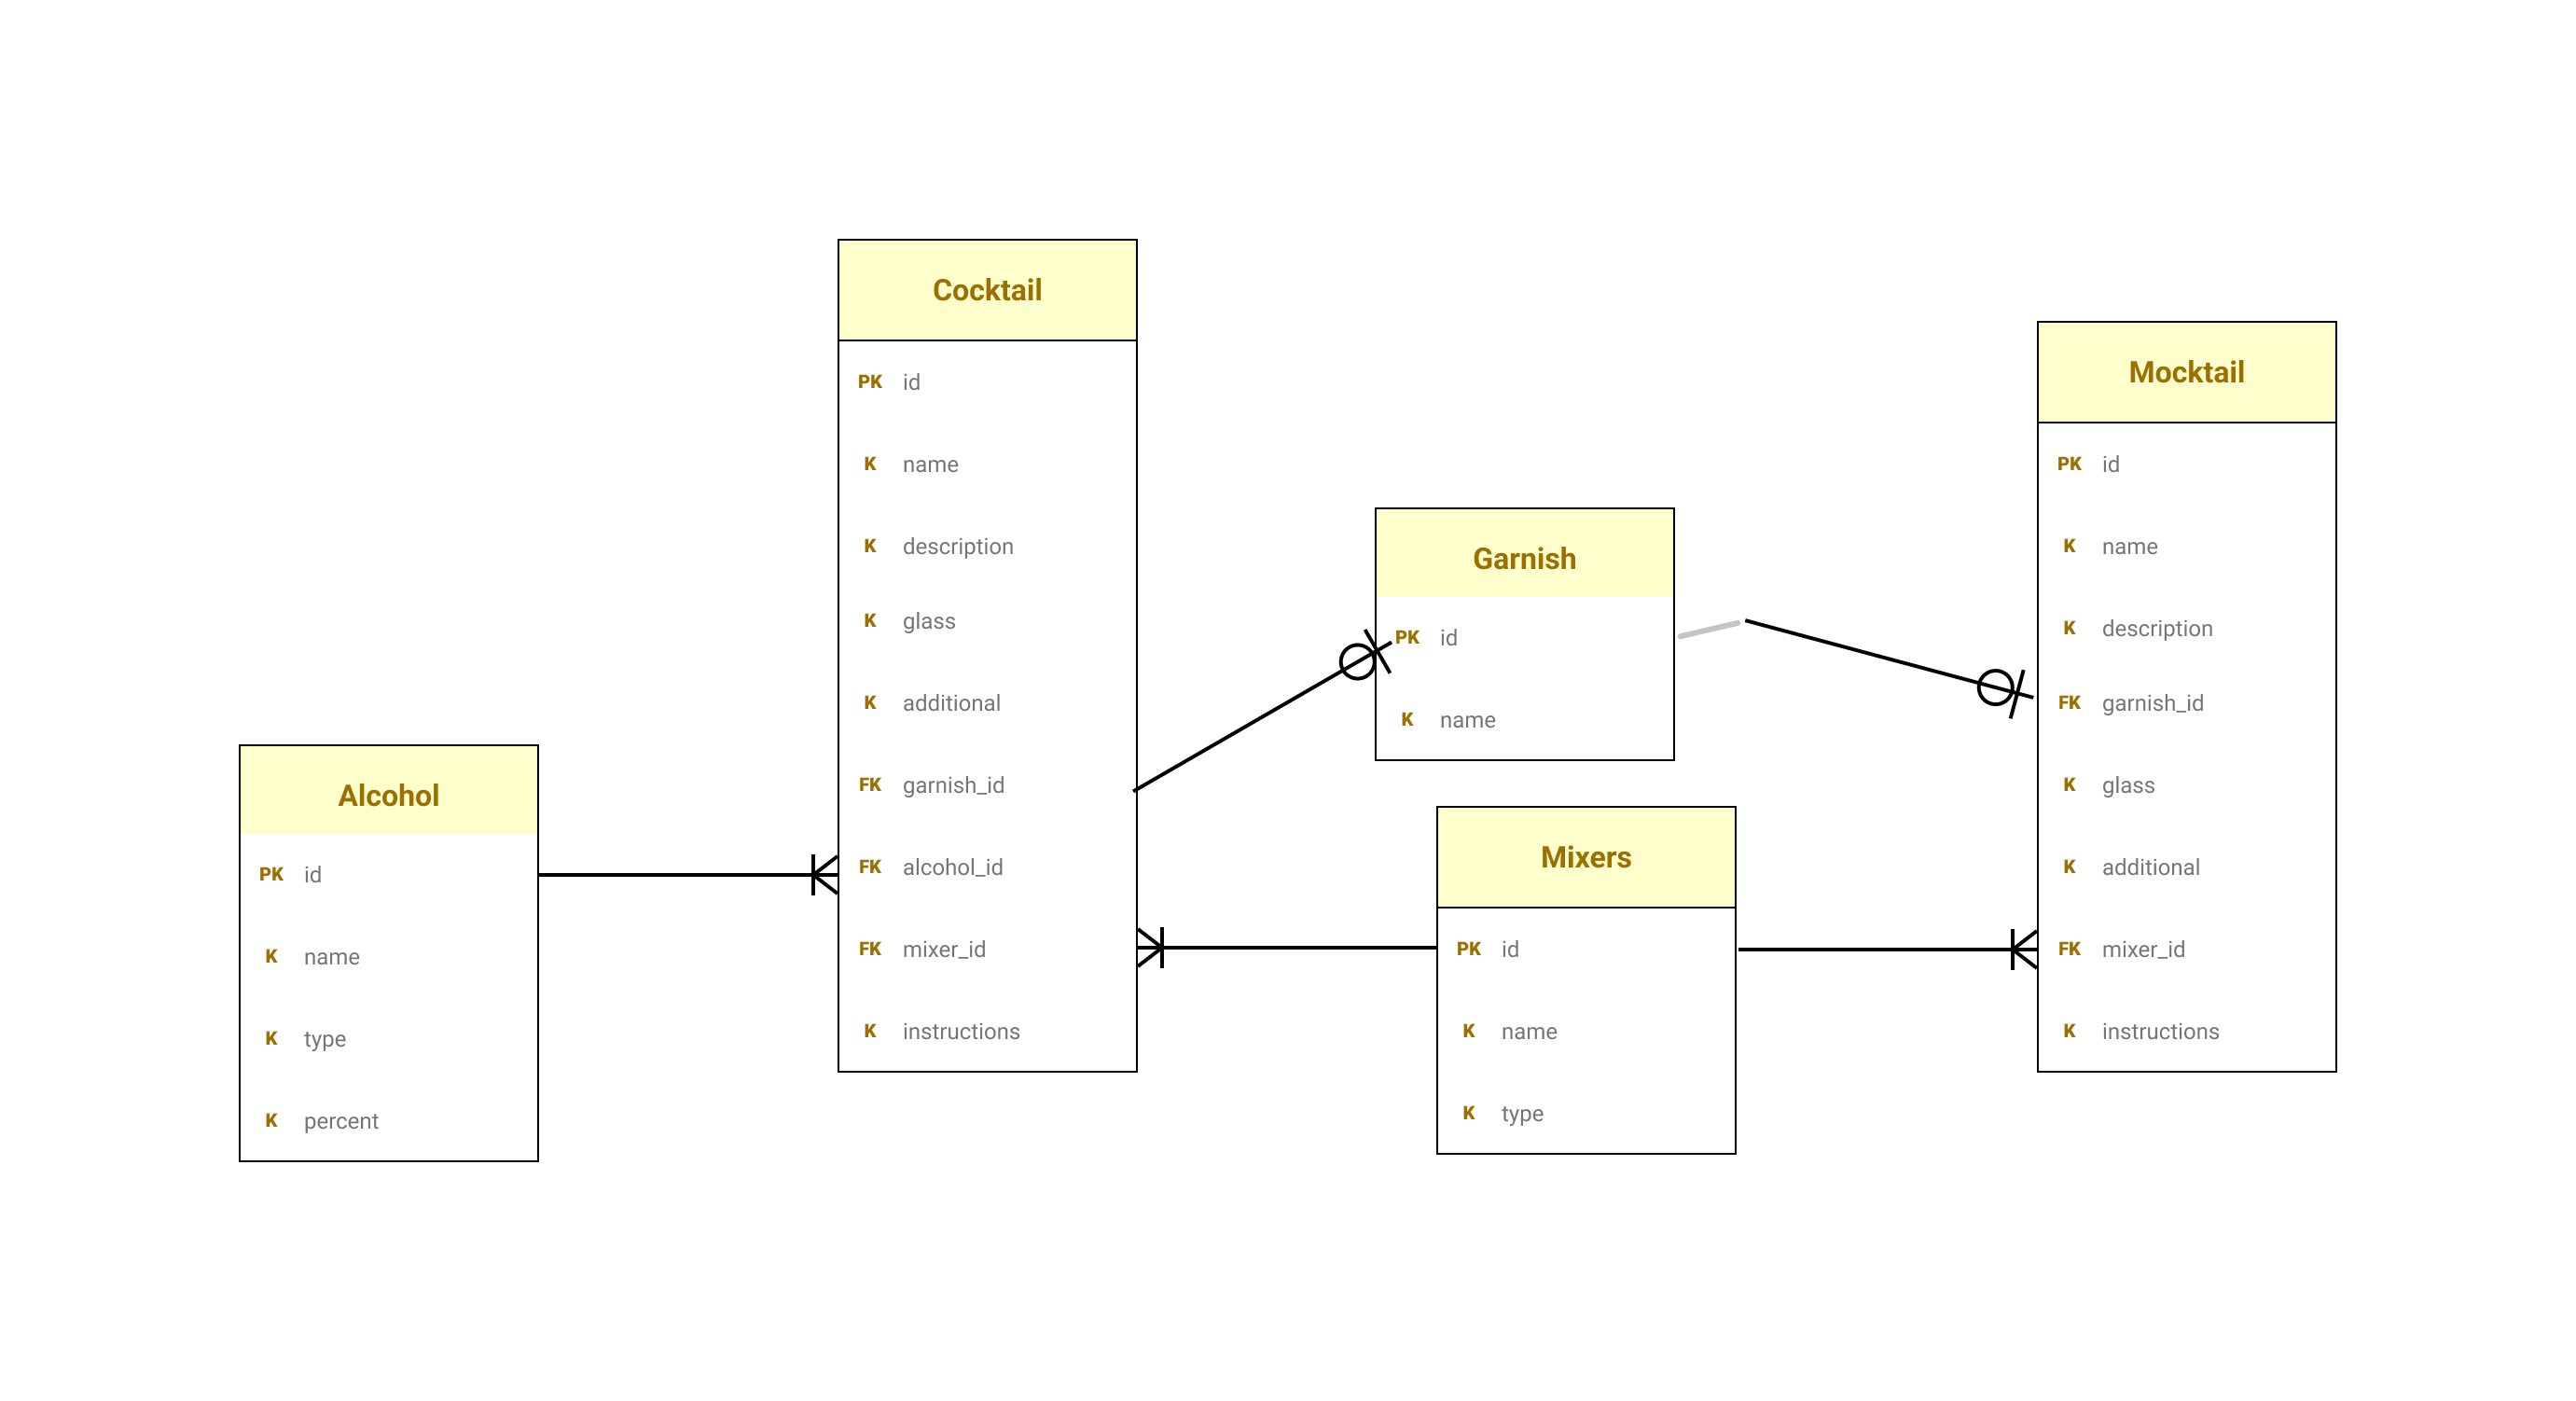 Cocktail
PK id
K name
K description
K glass
K additional
FK garnish_id
FK alcohol_id
FK mixer_id
K instructions
Alcohol
PK id
K name
K type
K percent
Garnish
PK id
K name
Mixers
PK id
K name
K type
Mocktail
PK id
K name
K description
FK garnish_id
K glass
K additional
FK mixer_id
K instructions